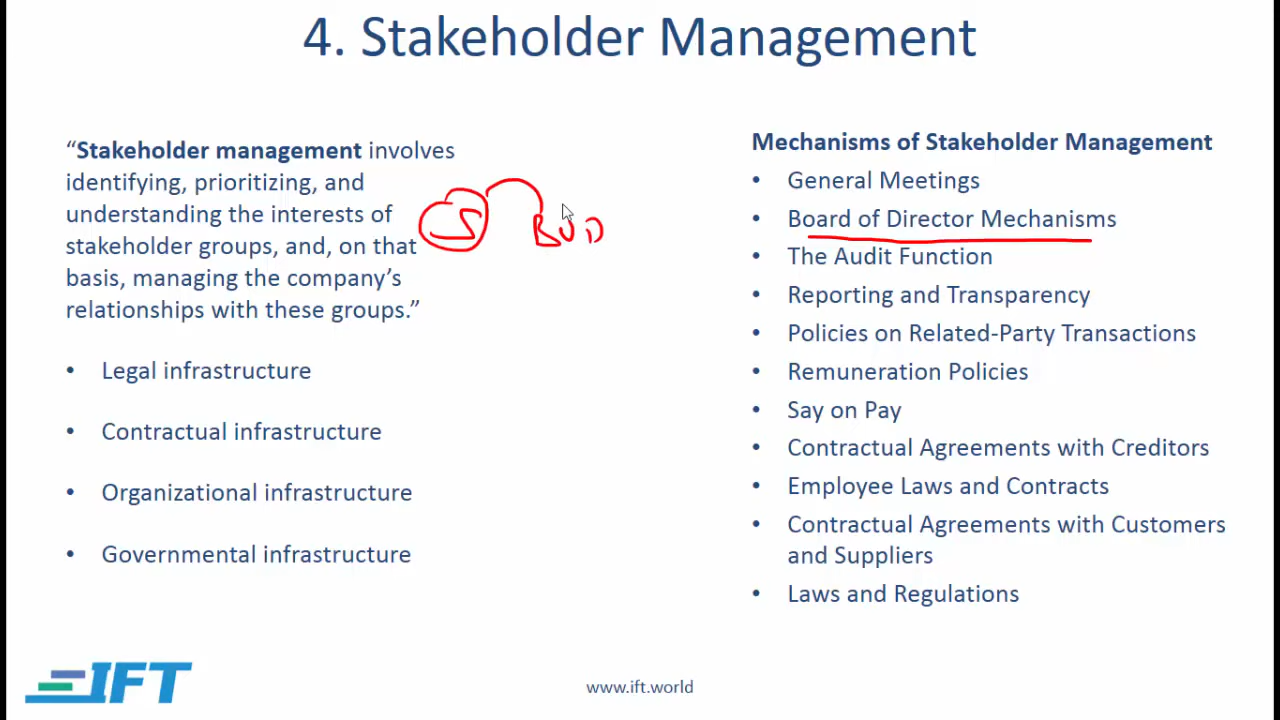 4. Stakeholder Management
“Stakeholder management involves
identifying, prioritizing, and
understanding the interests of
stakeholder groups, and, on that
basis, managing the company’s
relationships with these groups.”
• Legal infrastructure
• Contractual infrastructure
• Organizational infrastructure
• Governmental infrastructure
S
BOD
Mechanisms of Stakeholder Management
• General Meetings
• Board of Director Mechanisms
• The Audit Function
• Reporting and Transparency
• Policies on Related-Party Transactions
• Remuneration Policies
• Say on Pay
• Contractual Agreements with Creditors
• Employee Laws and Contracts
• Contractual Agreements with Customers
and Suppliers
• Laws and Regulations
IFT
www.ift.world